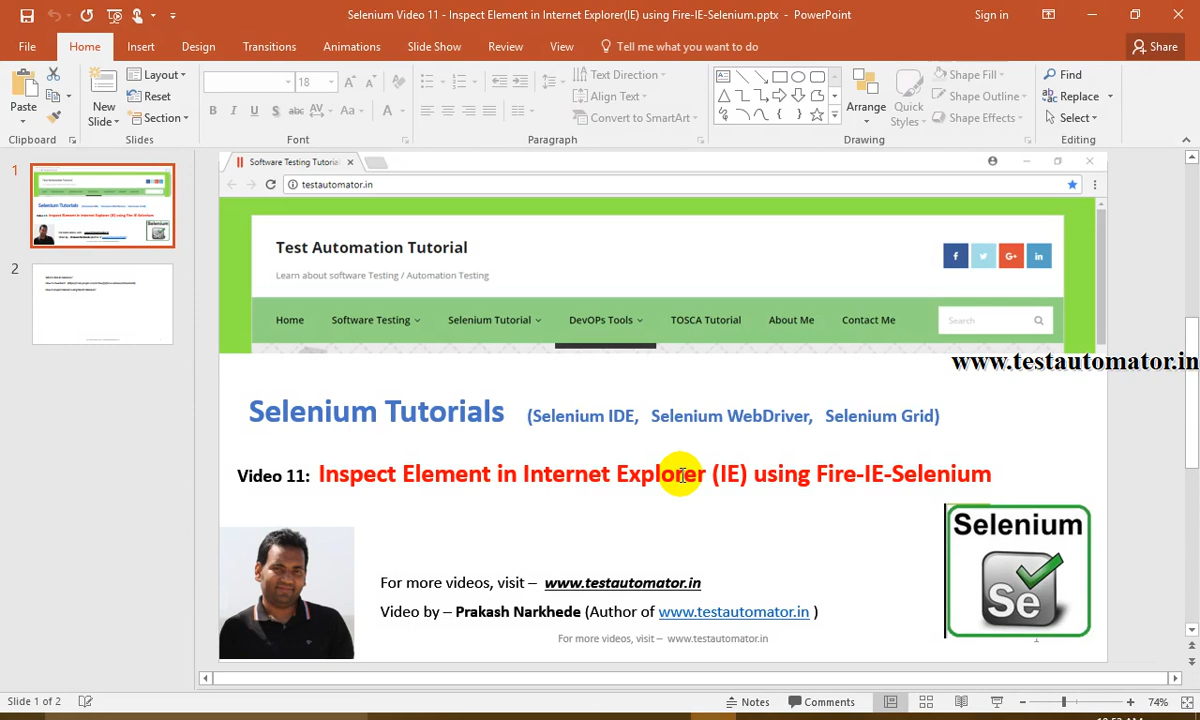 Selenium Video 11 - Inspect Element in Internet Explorer(IE) using Fire-IE-Selenium.pptx - PowerPoint
Sign in
File Home Insert Design Transitions Animations Slide Show Review View Tell me what you want to do Share
Paste
New Slide
Layout
Reset
Section
18
B I U S abc AV Aa A
Text Direction
Align Text
Convert to SmartArt
Arrange
Quick Styles
Shape Fill
Shape Outline
Shape Effects
Find
Replace
Select
Clipboard Slides Font Paragraph Drawing Editing
1
2
Software Testing Tutoria
testautomator.in
Test Automation Tutorial
Learn about software Testing / Automation Testing
f G+ in
Home Software Testing Selenium Tutorial DevOPs Tools TOSCA Tutorial About Me Contact Me Search
www.testautomator.in
Selenium Tutorials (Selenium IDE, Selenium WebDriver, Selenium Grid)
Video 11: Inspect Element in Internet Explorer (IE) using Fire-IE-Selenium
Selenium
Se
For more videos, visit – www.testautomator.in
Video by – Prakash Narkhede (Author of www.testautomator.in )
For more videos, visit – www.testautomator.in
Slide 1 of 2
Notes Comments 74%